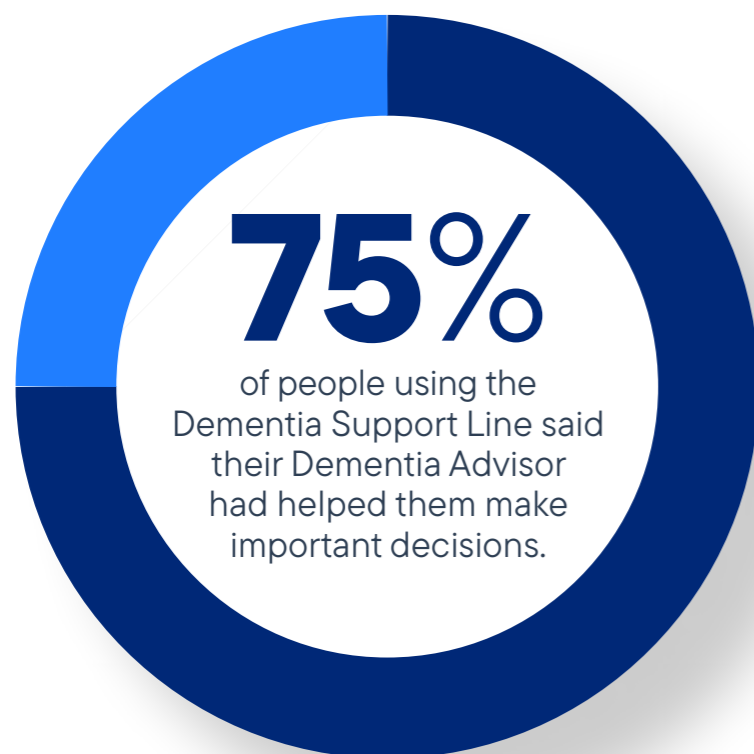 75%
of people using the
Dementia Support Line said
their Dementia Advisor
had helped them make
important decisions.